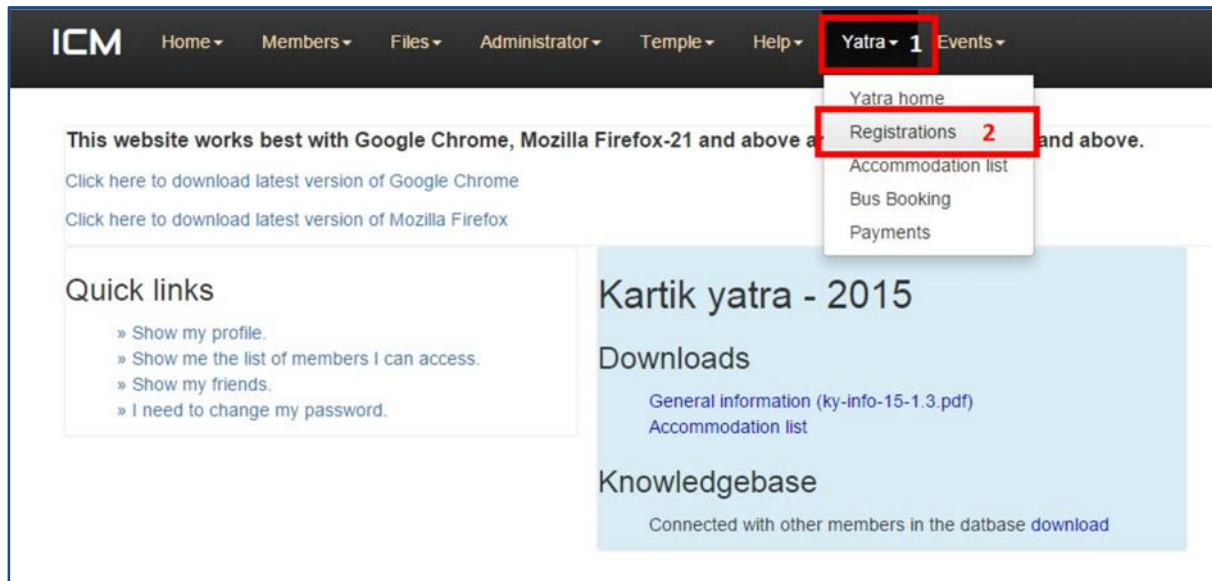 ICM Home Members Files Administrator Temple Help Yatra 1 Events
Yatra home
Registrations 2
Accommodation list
Bus Booking
Payments
This website works best with Google Chrome, Mozilla Firefox-21 and above and above.
Click here to download latest version of Google Chrome
Click here to download latest version of Mozilla Firefox
Quick links
» Show my profile.
» Show me the list of members I can access.
» Show my friends.
» I need to change my password.
Kartik yatra - 2015
Downloads
General information (ky-info-15-1.3.pdf)
Accommodation list
Knowledgebase
Connected with other members in the datbase download